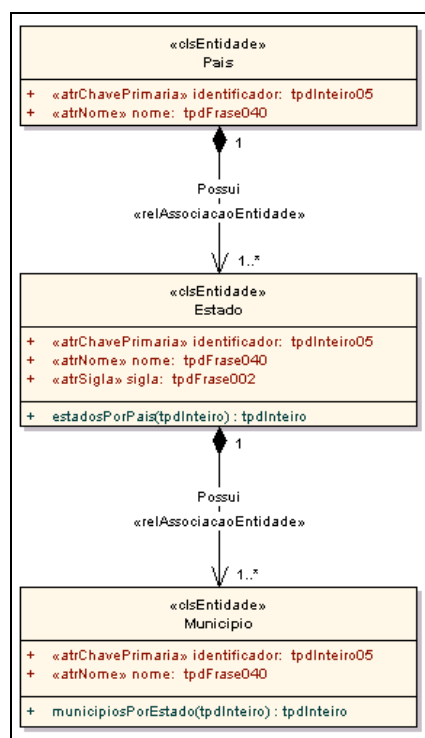 «clsEntidade»
Pais
+ «atrChavePrimaria» identificador: tpdInteiro05
+ «atrNome» nome: tpdFrase040
1
Possui
«relAssociacaoEntidade»
1..*
«clsEntidade»
Estado
+ «atrChavePrimaria» identificador: tpdInteiro05
+ «atrNome» nome: tpdFrase040
+ «atrSigla» sigla: tpdFrase002
+ estadosPorPais(tpdInteiro) : tpdInteiro
1
Possui
«relAssociacaoEntidade»
1..*
«clsEntidade»
Municipio
+ «atrChavePrimaria» identificador: tpdInteiro05
+ «atrNome» nome: tpdFrase040
+ municipiosPorEstado(tpdInteiro) : tpdInteiro